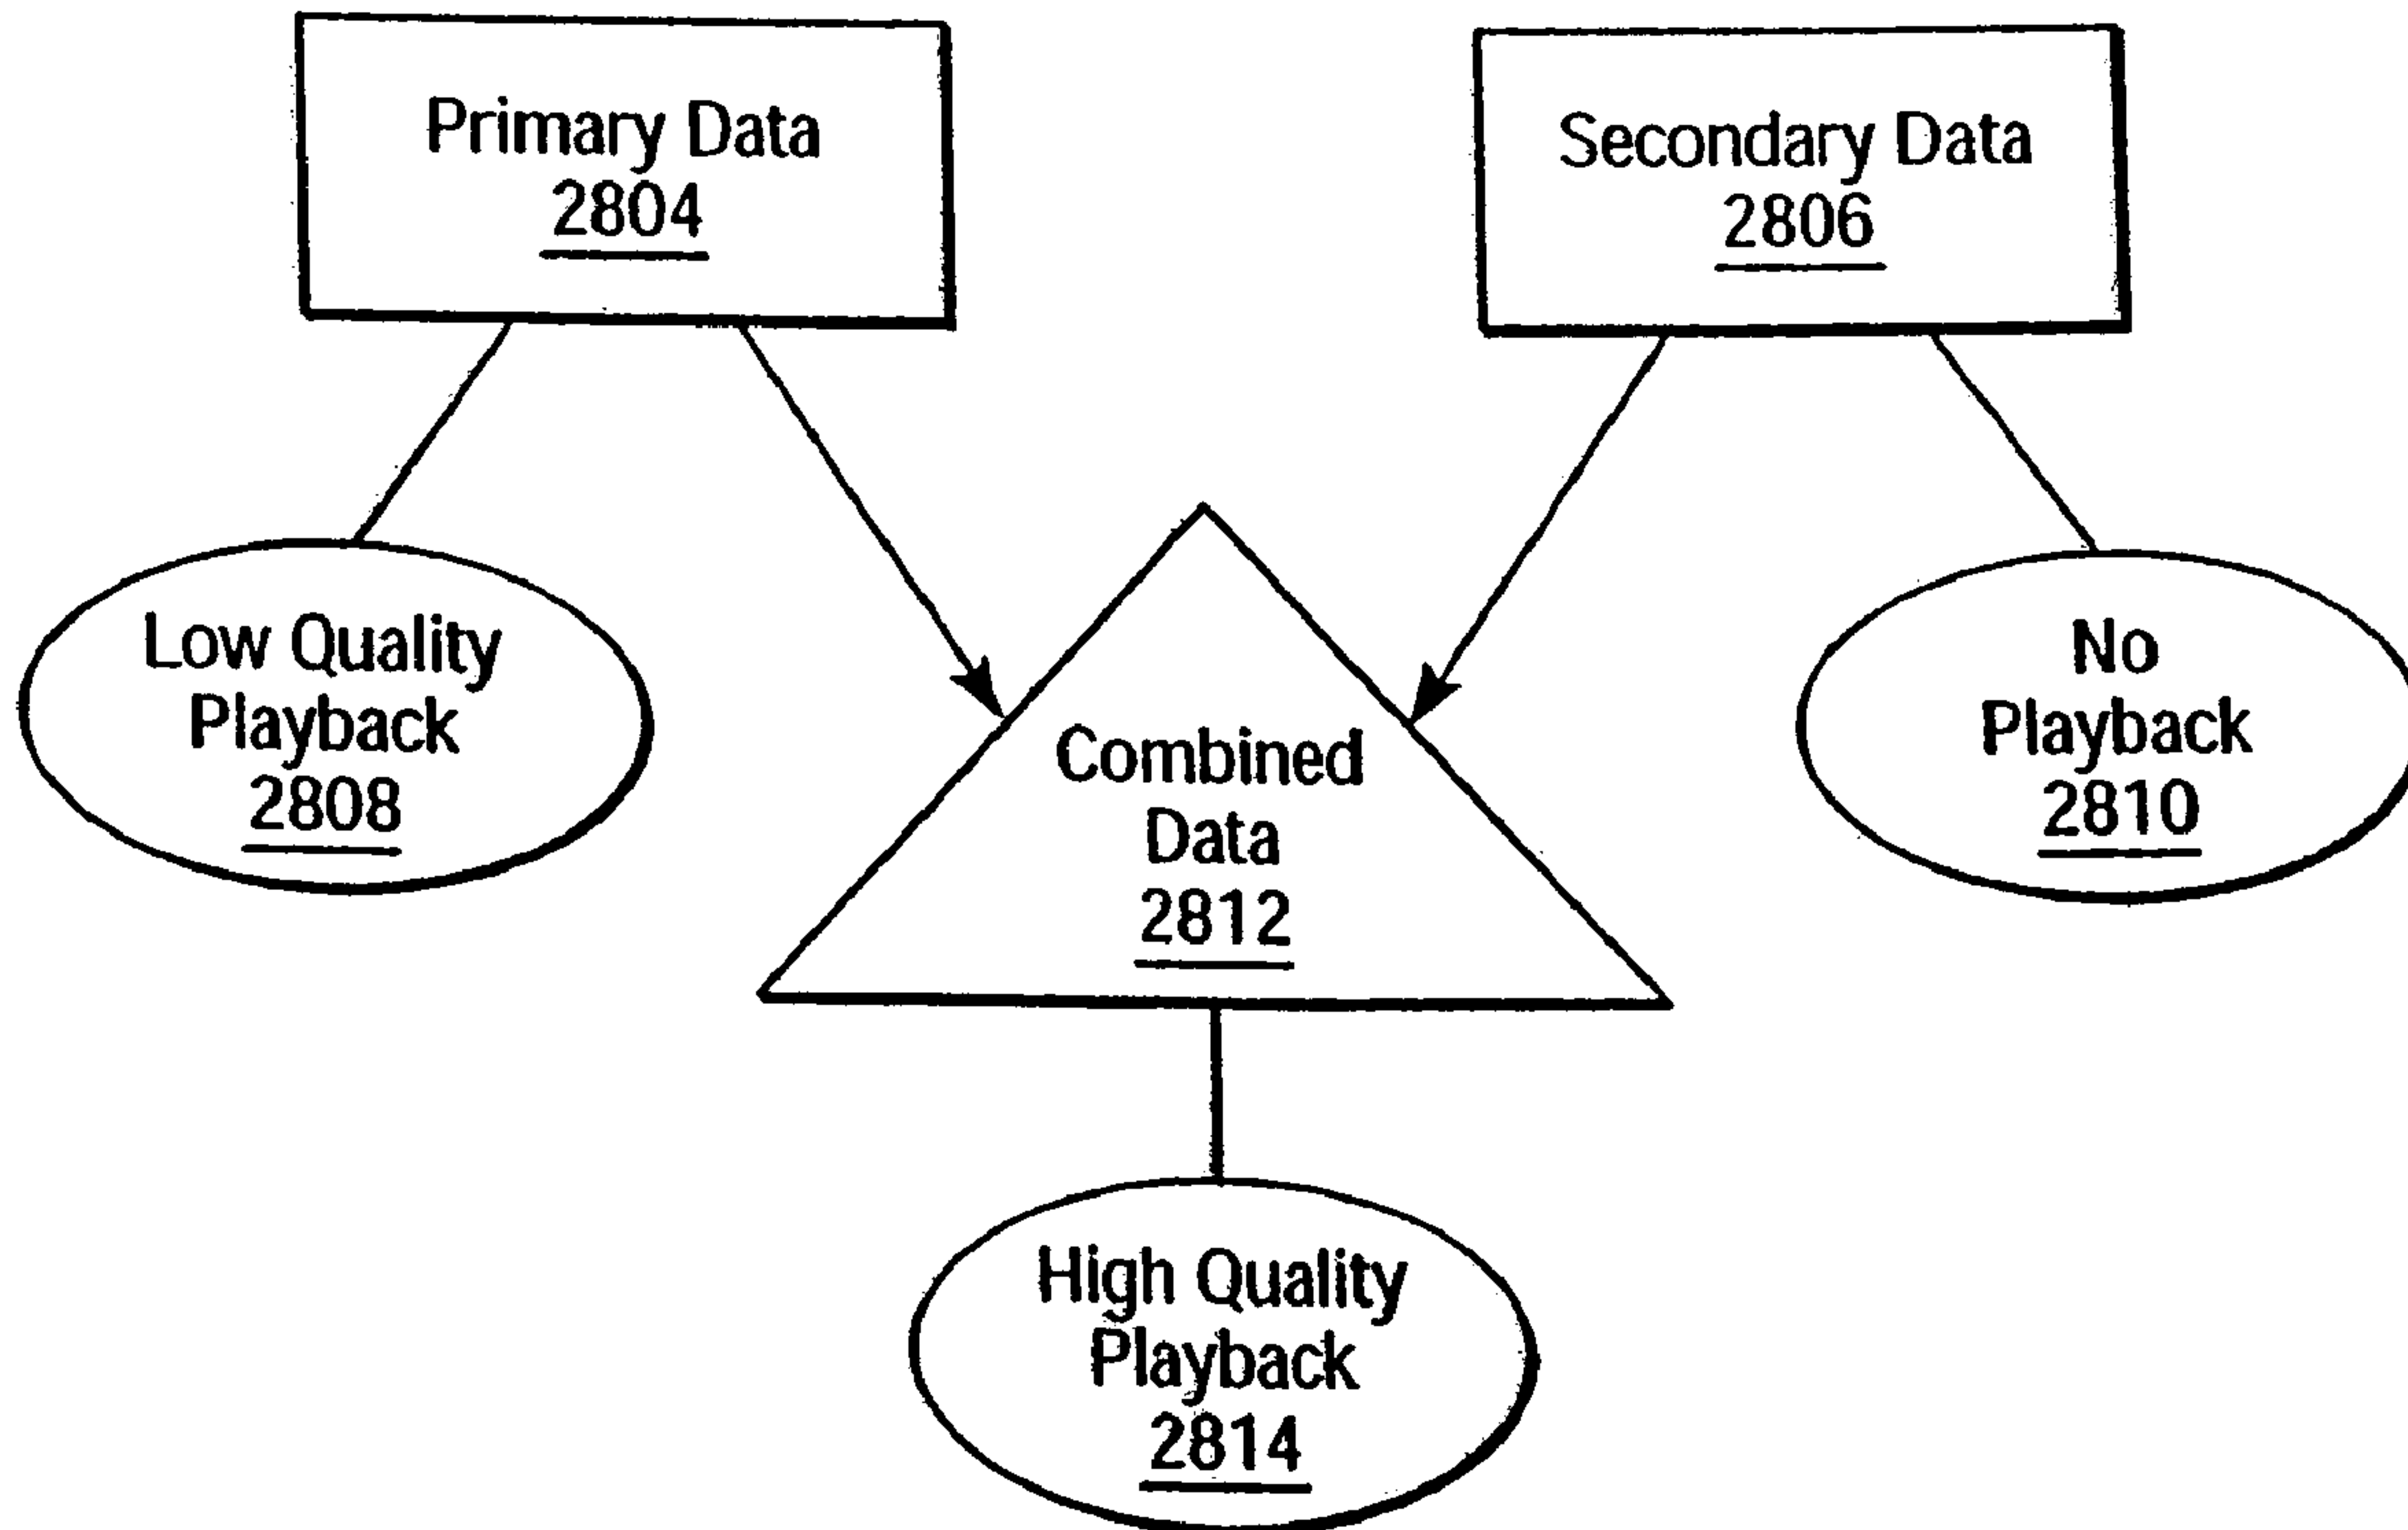 Primary Data
2804
Secondary Data
2806
Low Quality
Playback
2808
Combined
Data
2812
No
Playback
2810
High Quality
Playback
2814